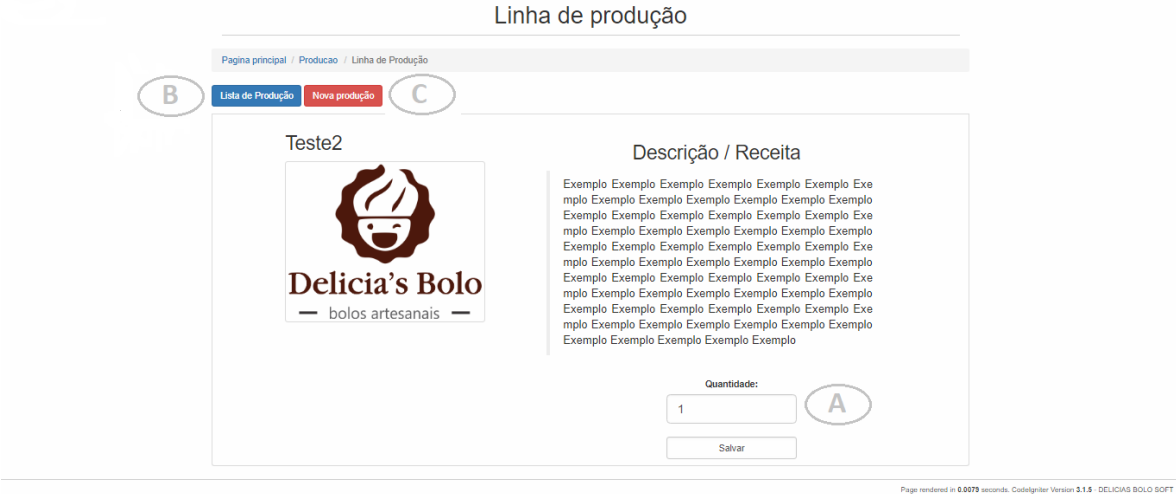 Linha de produção
Pagina principal / Producao / Linha de Produção
B
Lista de Produção
Nova produção
C
Teste2
Delicia's Bolo
bolos artesanais
Descrição / Receita
Exemplo Exemplo Exemplo Exemplo Exemplo Exemplo Exe
mplo Exemplo Exemplo Exemplo Exemplo Exemplo Exemplo
Exemplo Exemplo Exemplo Exemplo Exemplo Exemplo Exe
mplo Exemplo Exemplo Exemplo Exemplo Exemplo Exemplo
Exemplo Exemplo Exemplo Exemplo Exemplo Exemplo Exe
mplo Exemplo Exemplo Exemplo Exemplo Exemplo Exemplo
Exemplo Exemplo Exemplo Exemplo Exemplo Exemplo Exe
mplo Exemplo Exemplo Exemplo Exemplo Exemplo Exemplo
Exemplo Exemplo Exemplo Exemplo Exemplo Exemplo Exe
mplo Exemplo Exemplo Exemplo Exemplo Exemplo Exemplo
Exemplo Exemplo Exemplo Exemplo Exemplo
Quantidade:
1
A
Salvar
Page rendered in 0.0079 seconds. CodeIgniter Version 3.1.5 - DELICIAS BOLO SOFT